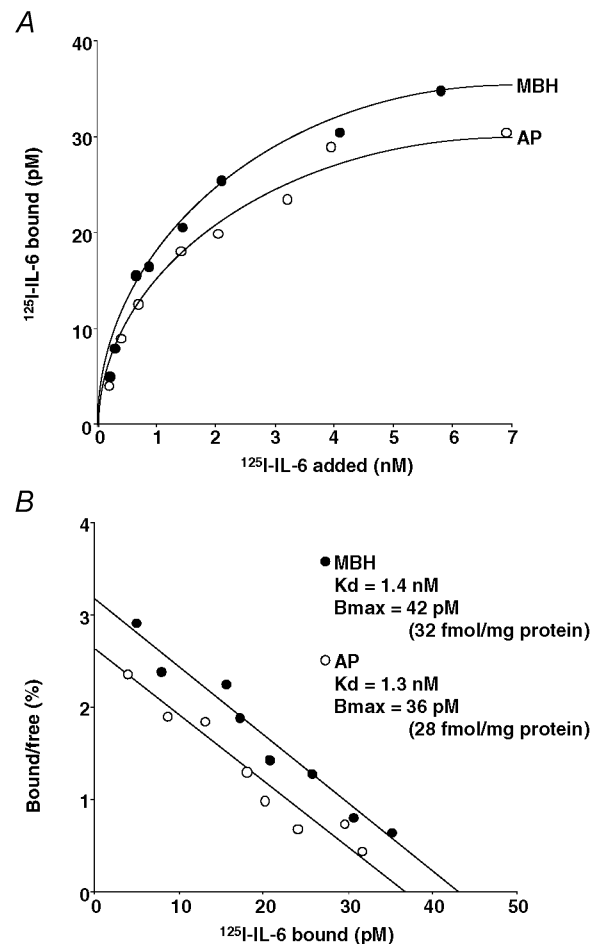 A
40
30
20
10
0
¹²⁵I-IL-6 bound (pM)
MBH
AP
0 1 2 3 4 5 6 7
¹²⁵I-IL-6 added (nM)
B
4
3
2
1
0
Bound/free (%)
MBH
Kd = 1.4 nM
Bmax = 42 pM
(32 fmol/mg protein)
AP
Kd = 1.3 nM
Bmax = 36 pM
(28 fmol/mg protein)
0 10 20 30 40 50
¹²⁵I-IL-6 bound (pM)